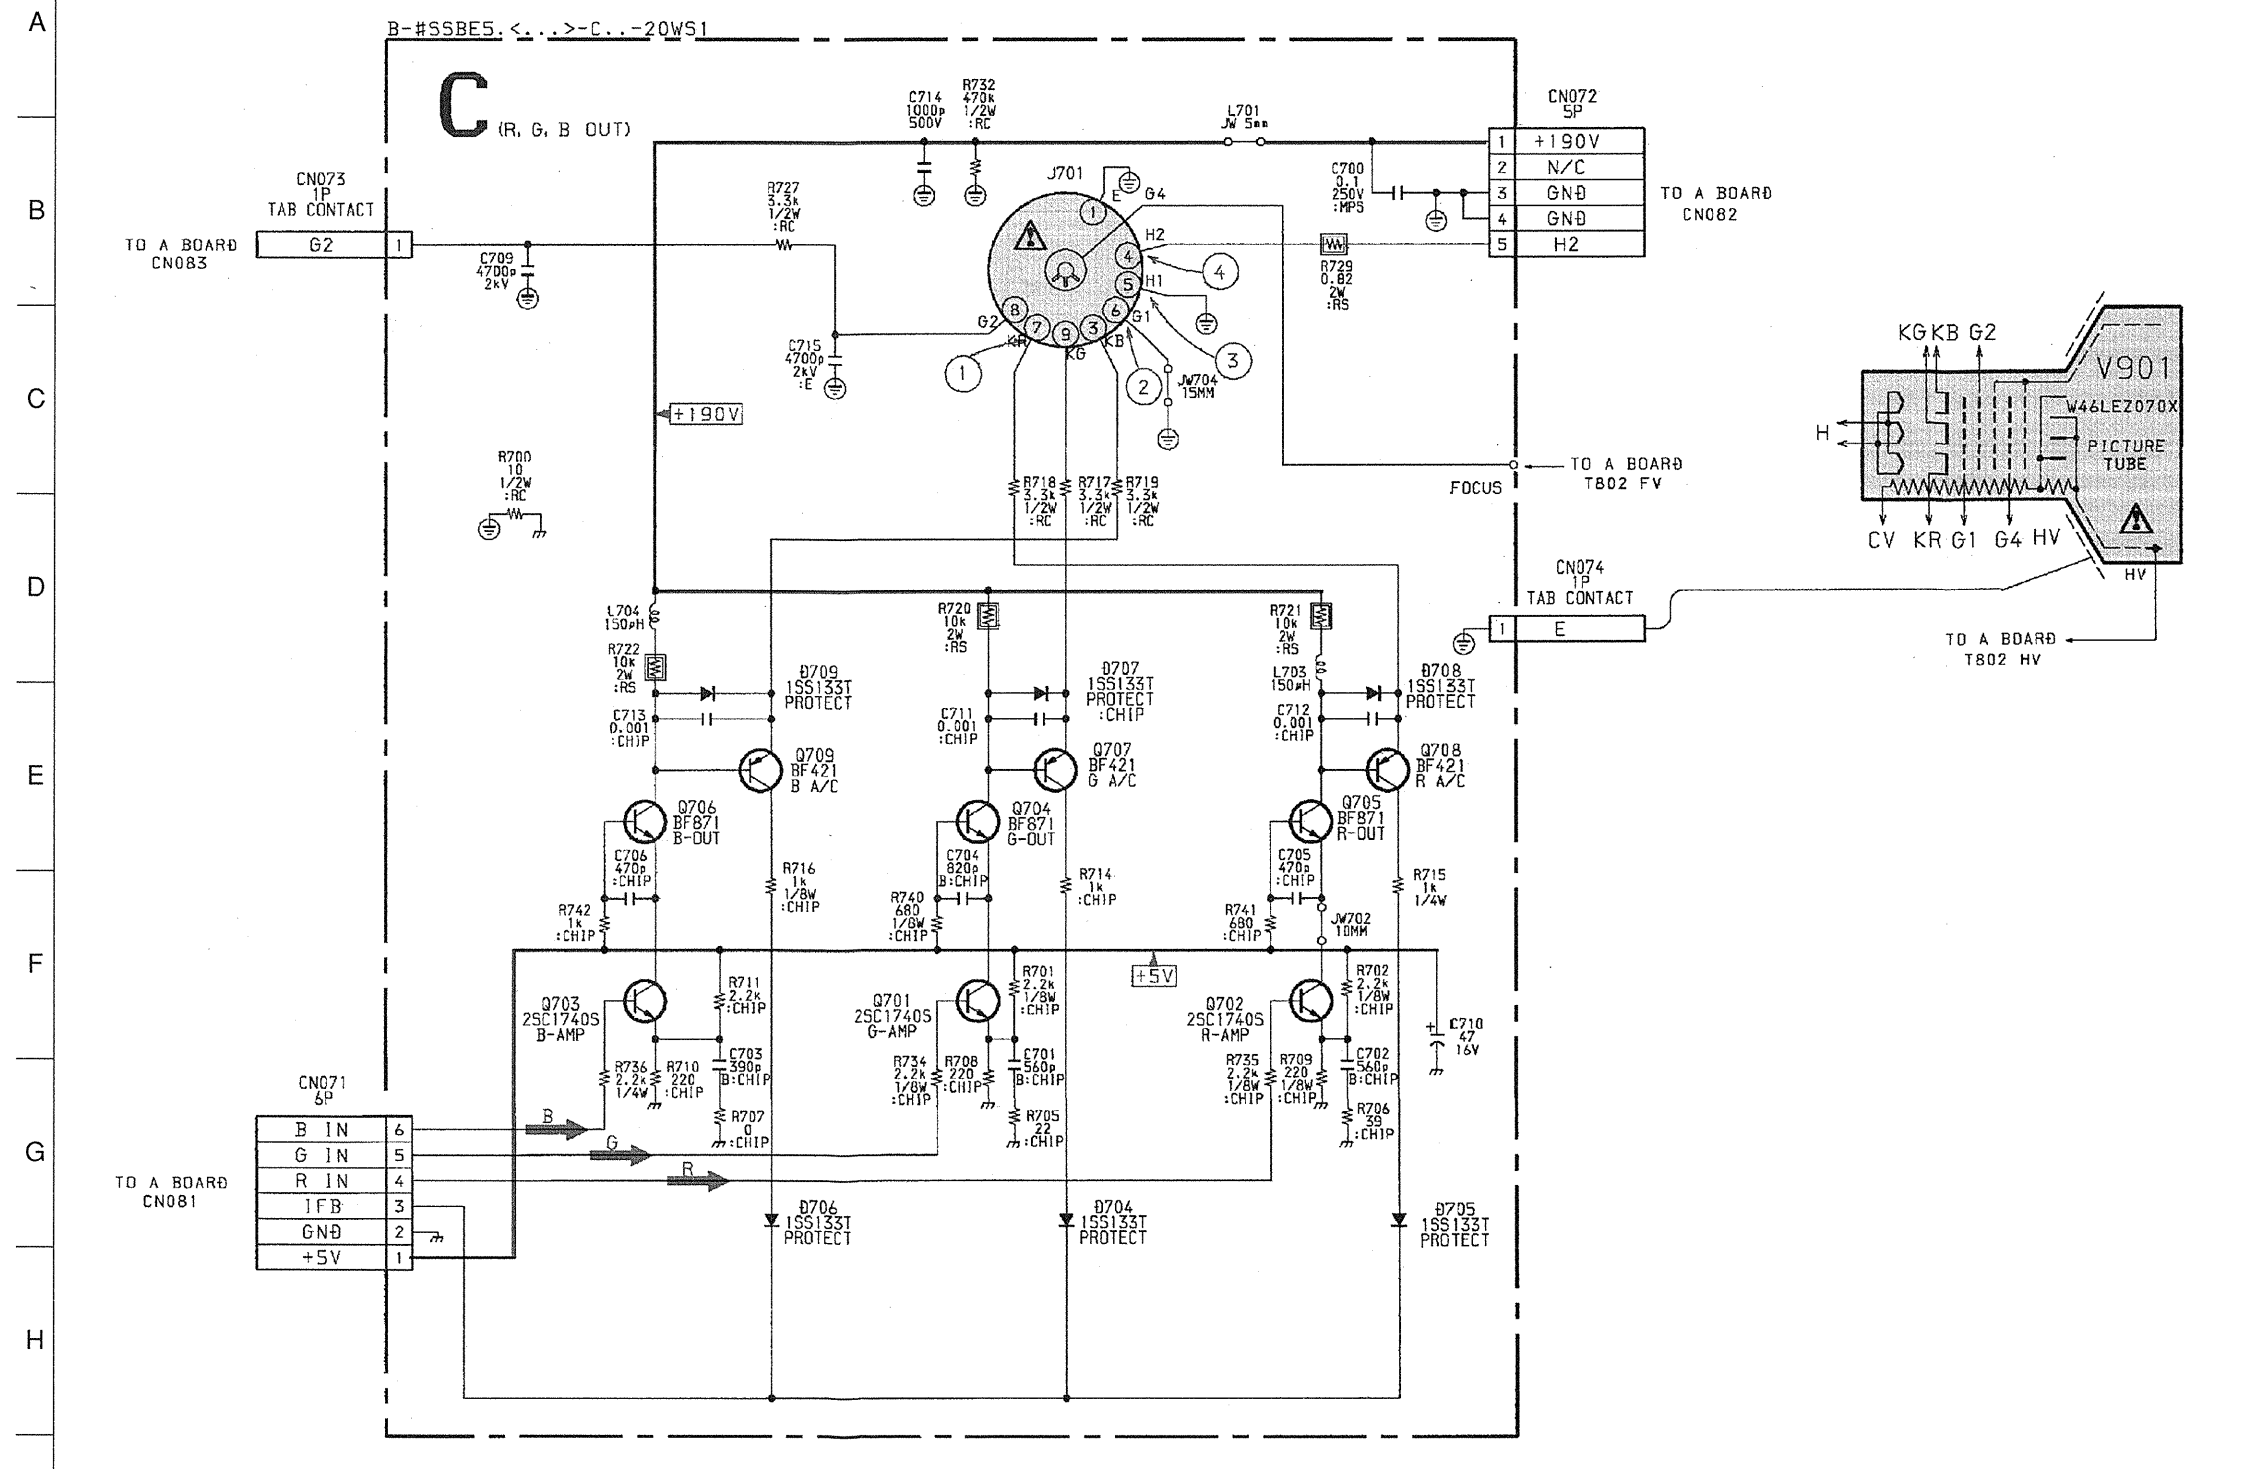 A
B
C
D
E
F
G
H
B-#SSBE5.<...>-C..-20WS1
C (R, G, B OUT)
C714
1000p
500V
R732
470k
1/2W
:RC
L701
JW 5mm
CN072
5P
1 +190V
2 N/C
3 GND
4 GND
5 H2
TO A BOARD
CN082
C700
0.1
250V
:MPS
CN073
1P
TAB CONTACT
TO A BOARD
CN083
G2 1
C709
4700p
2kV
R727
3.3k
1/2W
:RC
J701
E
G4
H2
H1
G1
G2
KR
KG
KB
1
4
5
6
3
9
7
8
1
2
3
4
R729
0.82
2W
:RS
C715
4700p
2kV
:E
JW704
15MM
+190V
R700
10
1/2W
:RC
R718
3.3k
1/2W
:RC
R717
3.3k
1/2W
:RC
R719
3.3k
1/2W
:RC
FOCUS
TO A BOARD
T802 FV
KG KB G2
V901
W46LEZ070X
PICTURE
TUBE
H
CV KR G1 G4 HV
HV
TO A BOARD
T802 HV
CN074
1P
TAB CONTACT
1 E
L704
150µH
R722
10k
2W
:RS
R720
10k
2W
:RS
R721
10k
2W
:RS
L703
150µH
D709
1SS133T
PROTECT
D707
1SS133T
PROTECT
:CHIP
D708
1SS133T
PROTECT
C713
0.001
:CHIP
C711
0.001
:CHIP
C712
0.001
:CHIP
Q709
BF421
B A/C
Q707
BF421
G A/C
Q708
BF421
R A/C
Q706
BF871
B-OUT
Q704
BF871
G-OUT
Q705
BF871
R-OUT
C706
470p
:CHIP
R716
1k
1/8W
:CHIP
C704
820p
B:CHIP
R714
1k
:CHIP
C705
470p
:CHIP
R715
1k
1/4W
R742
1k
:CHIP
R740
680
1/8W
:CHIP
R741
680
:CHIP
JW702
10MM
+5V
Q703
2SC1740S
B-AMP
R711
2.2k
:CHIP
Q701
2SC1740S
G-AMP
R701
2.2k
1/8W
:CHIP
Q702
2SC1740S
R-AMP
R702
2.2k
1/8W
:CHIP
C710
47
16V
+
R736
2.2k
1/4W
R710
220
:CHIP
C703
390p
B:CHIP
R707
0
:CHIP
R734
2.2k
1/8W
:CHIP
R708
220
:CHIP
C701
560p
B:CHIP
R705
22
:CHIP
R735
2.2k
1/8W
:CHIP
R709
220
1/8W
:CHIP
C702
560p
B:CHIP
R706
39
:CHIP
CN071
6P
TO A BOARD
CN081
B IN 6
G IN 5
R IN 4
IFB 3
GND 2
+5V 1
B
G
R
D706
1SS133T
PROTECT
D704
1SS133T
PROTECT
D705
1SS133T
PROTECT